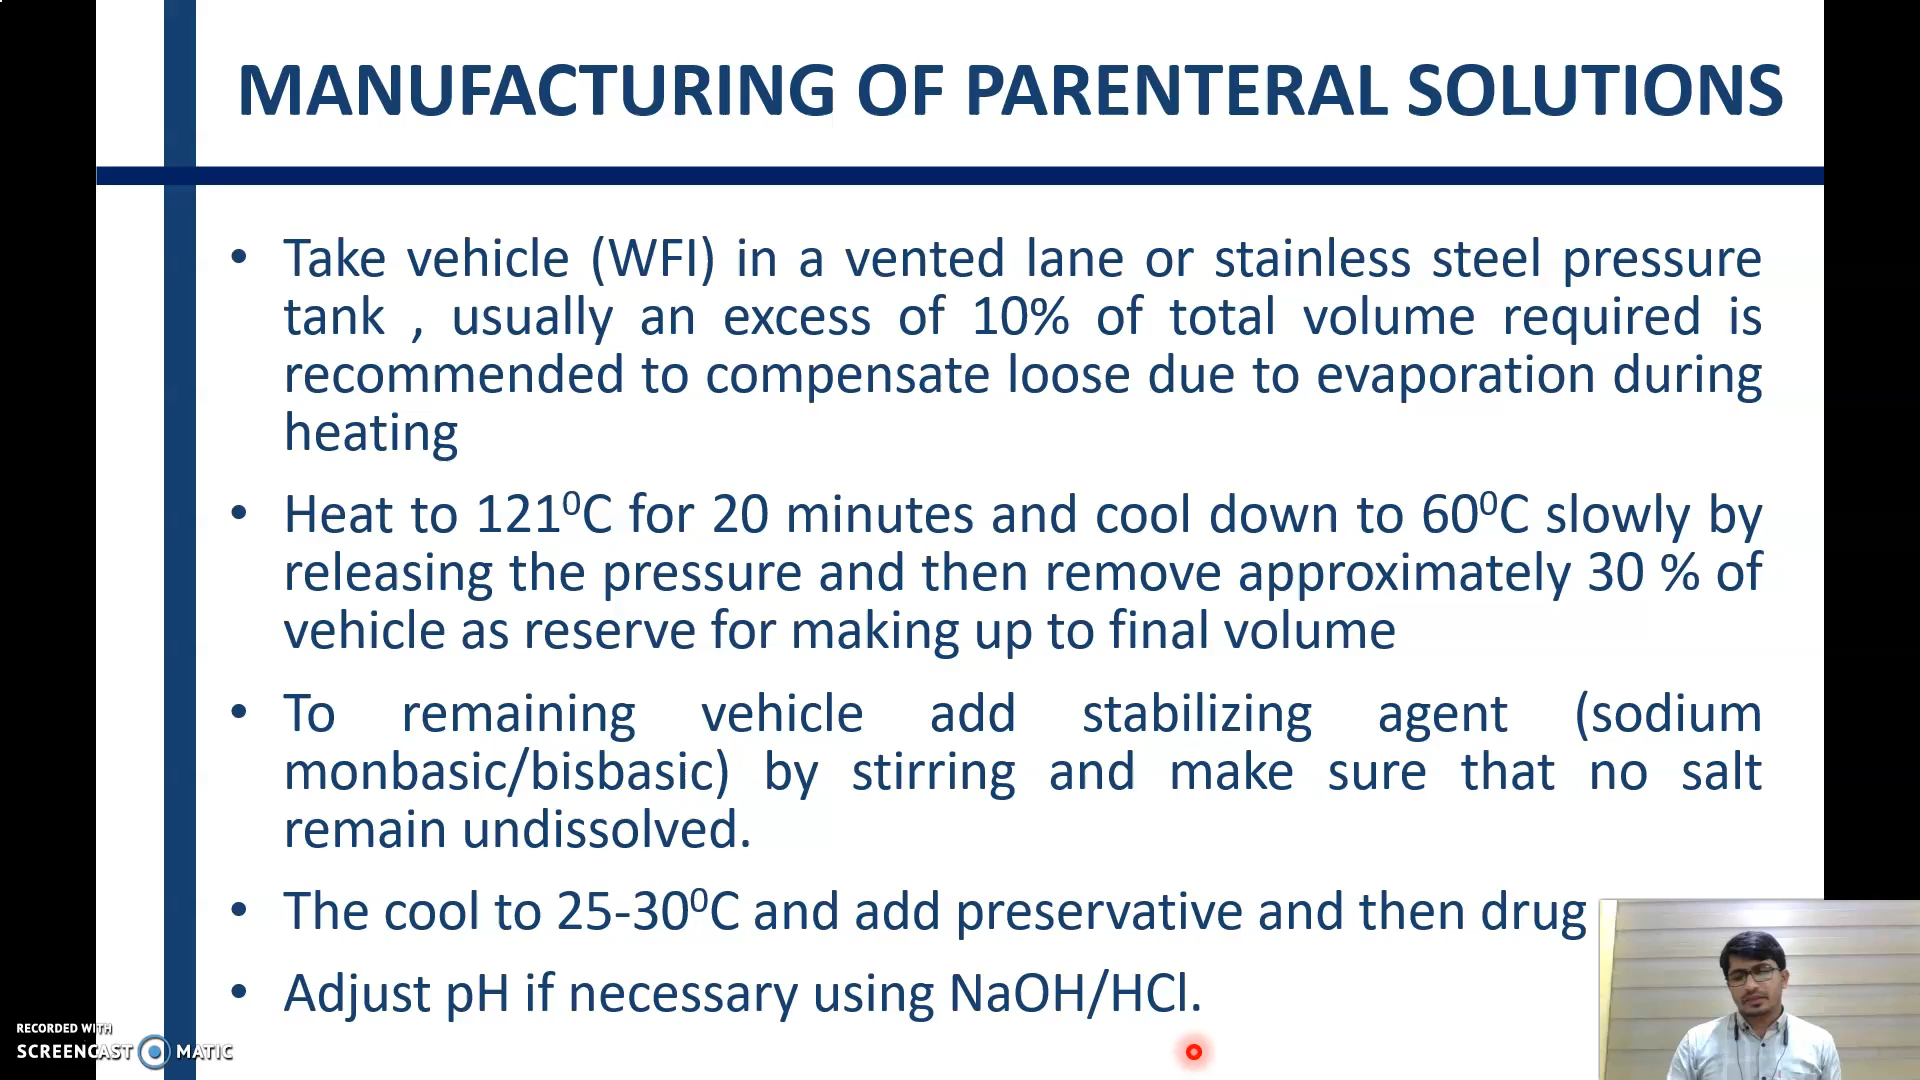 MANUFACTURING OF PARENTERAL SOLUTIONS
• Take vehicle (WFI) in a vented lane or stainless steel pressure
tank , usually an excess of 10% of total volume required is
recommended to compensate loose due to evaporation during
heating
• Heat to 121⁰C for 20 minutes and cool down to 60⁰C slowly by
releasing the pressure and then remove approximately 30 % of
vehicle as reserve for making up to final volume
• To remaining vehicle add stabilizing agent (sodium
monbasic/bisbasic) by stirring and make sure that no salt
remain undissolved.
• The cool to 25-30⁰C and add preservative and then drug
• Adjust pH if necessary using NaOH/HCl.
RECORDED WITH
SCREENCAST MATIC